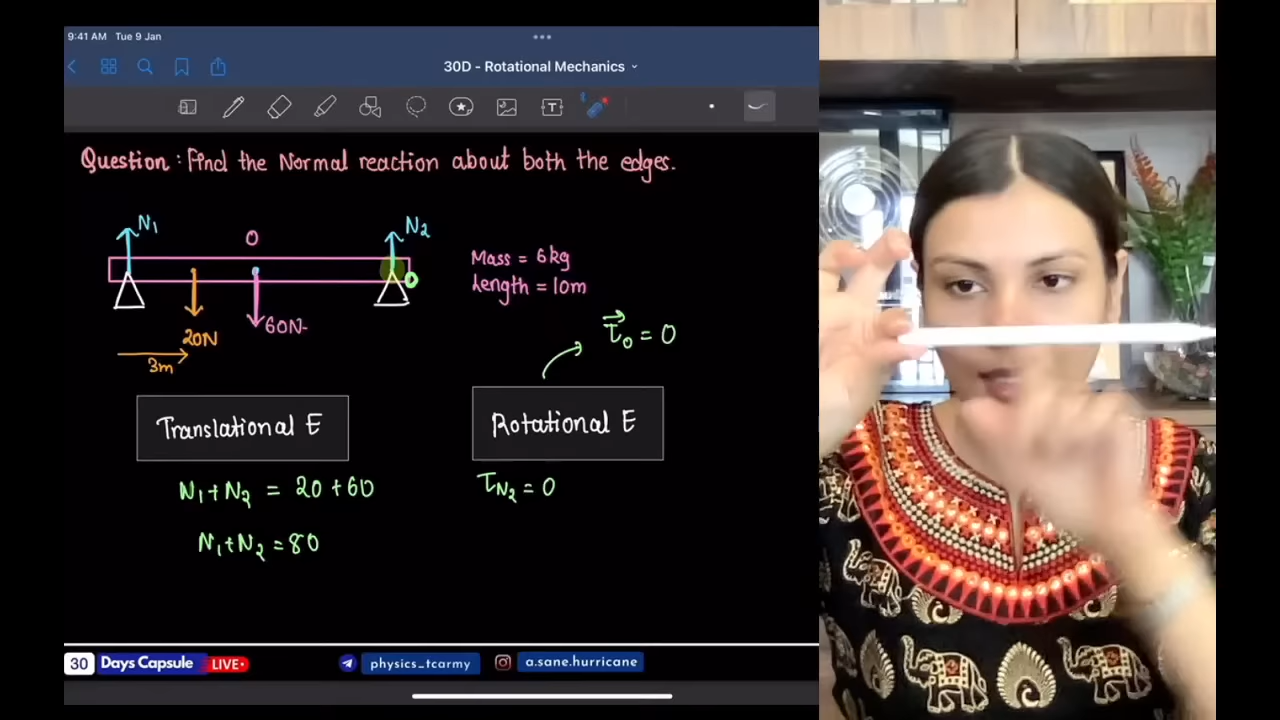 9:41 AM Tue 9 Jan
30D - Rotational Mechanics
T
Question: Find the Normal reaction about both the edges.
N₁
O
N₂
Mass = 6kg
Length = 10m
O
60N
20N
3m
τ⃗₀ = 0
Translational E
Rotational E
N₁+N₂ = 20+60
τN₂ = 0
N₁+N₂ = 80
30 Days Capsule LIVE
physics_tcarmy
a.sane.hurricane